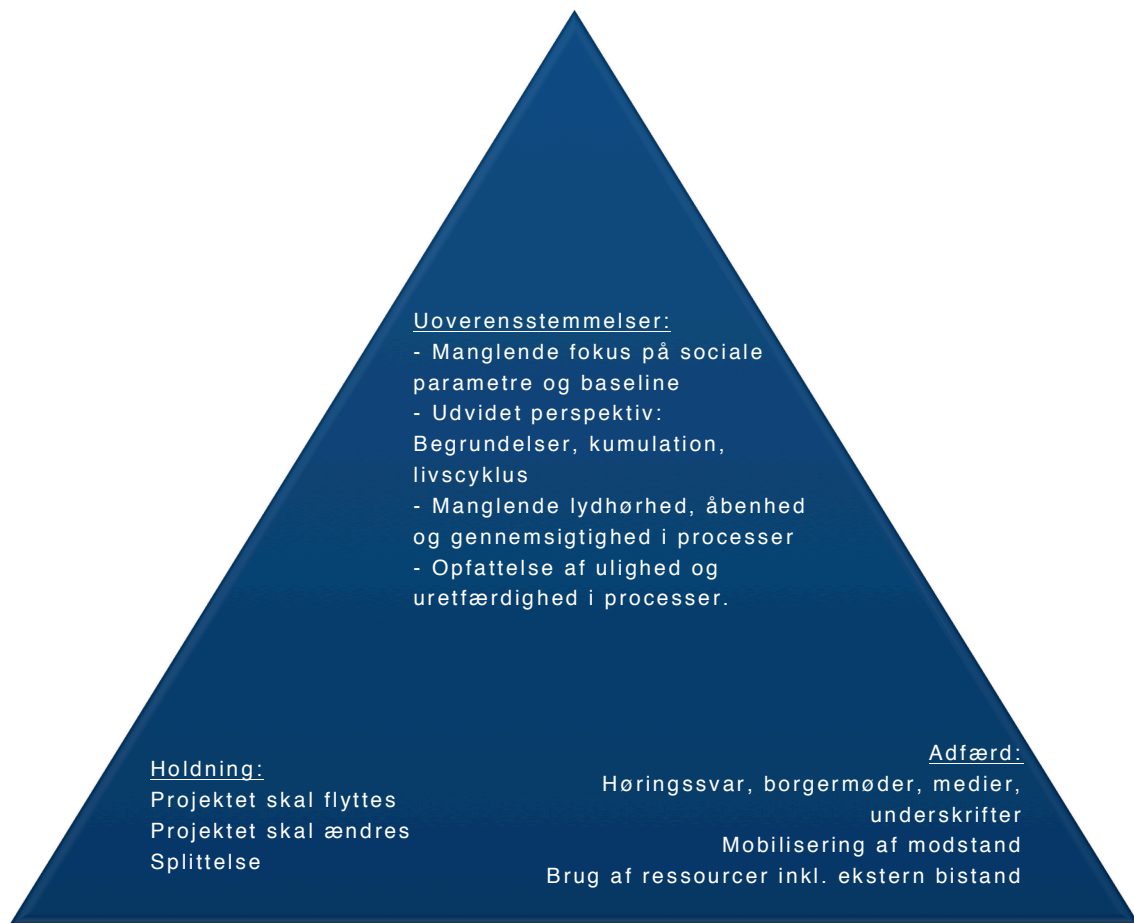 Uoverensstemmelser:
- Manglende fokus på sociale
parametre og baseline
- Udvidet perspektiv:
Begrundelser, kumulation,
livscyklus
- Manglende lydhørhed, åbenhed
og gennemsigtighed i processer
- Opfattelse af ulighed og
uretfærdighed i processer.
Holdning:
Projektet skal flyttes
Projektet skal ændres
Splittelse
Adfærd:
Høringssvar, borgermøder, medier,
underskrifter
Mobilisering af modstand
Brug af ressourcer inkl. ekstern bistand